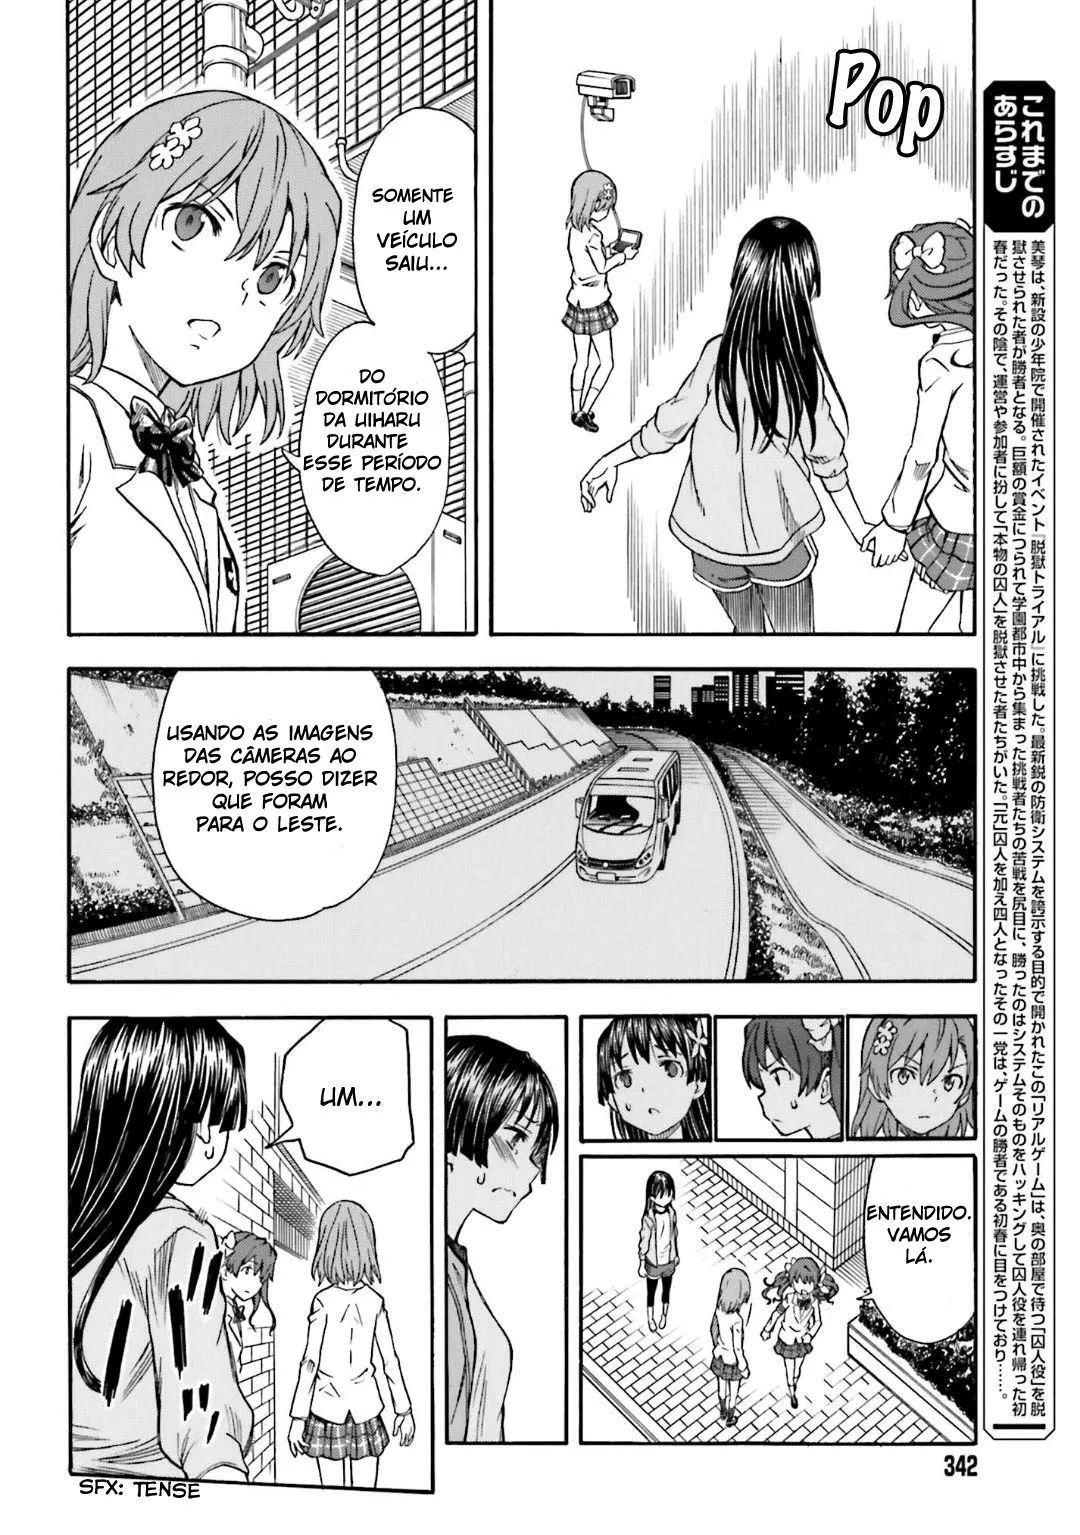 Pop
SOMENTE
UM
VEÍCULO
SAIU...
DO
DORMITÓRIO
DA UIHARU
DURANTE
ESSE PERÍODO
DE TEMPO.
USANDO AS IMAGENS
DAS CÂMERAS AO
REDOR, POSSO DIZER
QUE FORAM
PARA O LESTE.
ENTENDIDO.
VAMOS
LÁ.
UM...
SFX: TENSE
342
これまでの
あらすじ
美琴は、新設の少年院で開催されたイベント『脱獄トライアル』に挑戦した。最新鋭の防衛システムを誇示する目的で開かれたこの「リアルゲーム」は、奥の部屋で待つ「囚人役」を脱
獄させられた者が勝者となる。巨額の賞金につられて学園都市中から集まった挑戦者たちの苦戦を尻目に、勝ったのはシステムそのものをハッキングして囚人役を連れ帰った初
春だった。その陰で、運営や参加者に扮して「本物の囚人」を脱獄させた者たちがいた。「元」囚人を加え四人となったその一党は、ゲームの勝者である初春に目をつけており……。